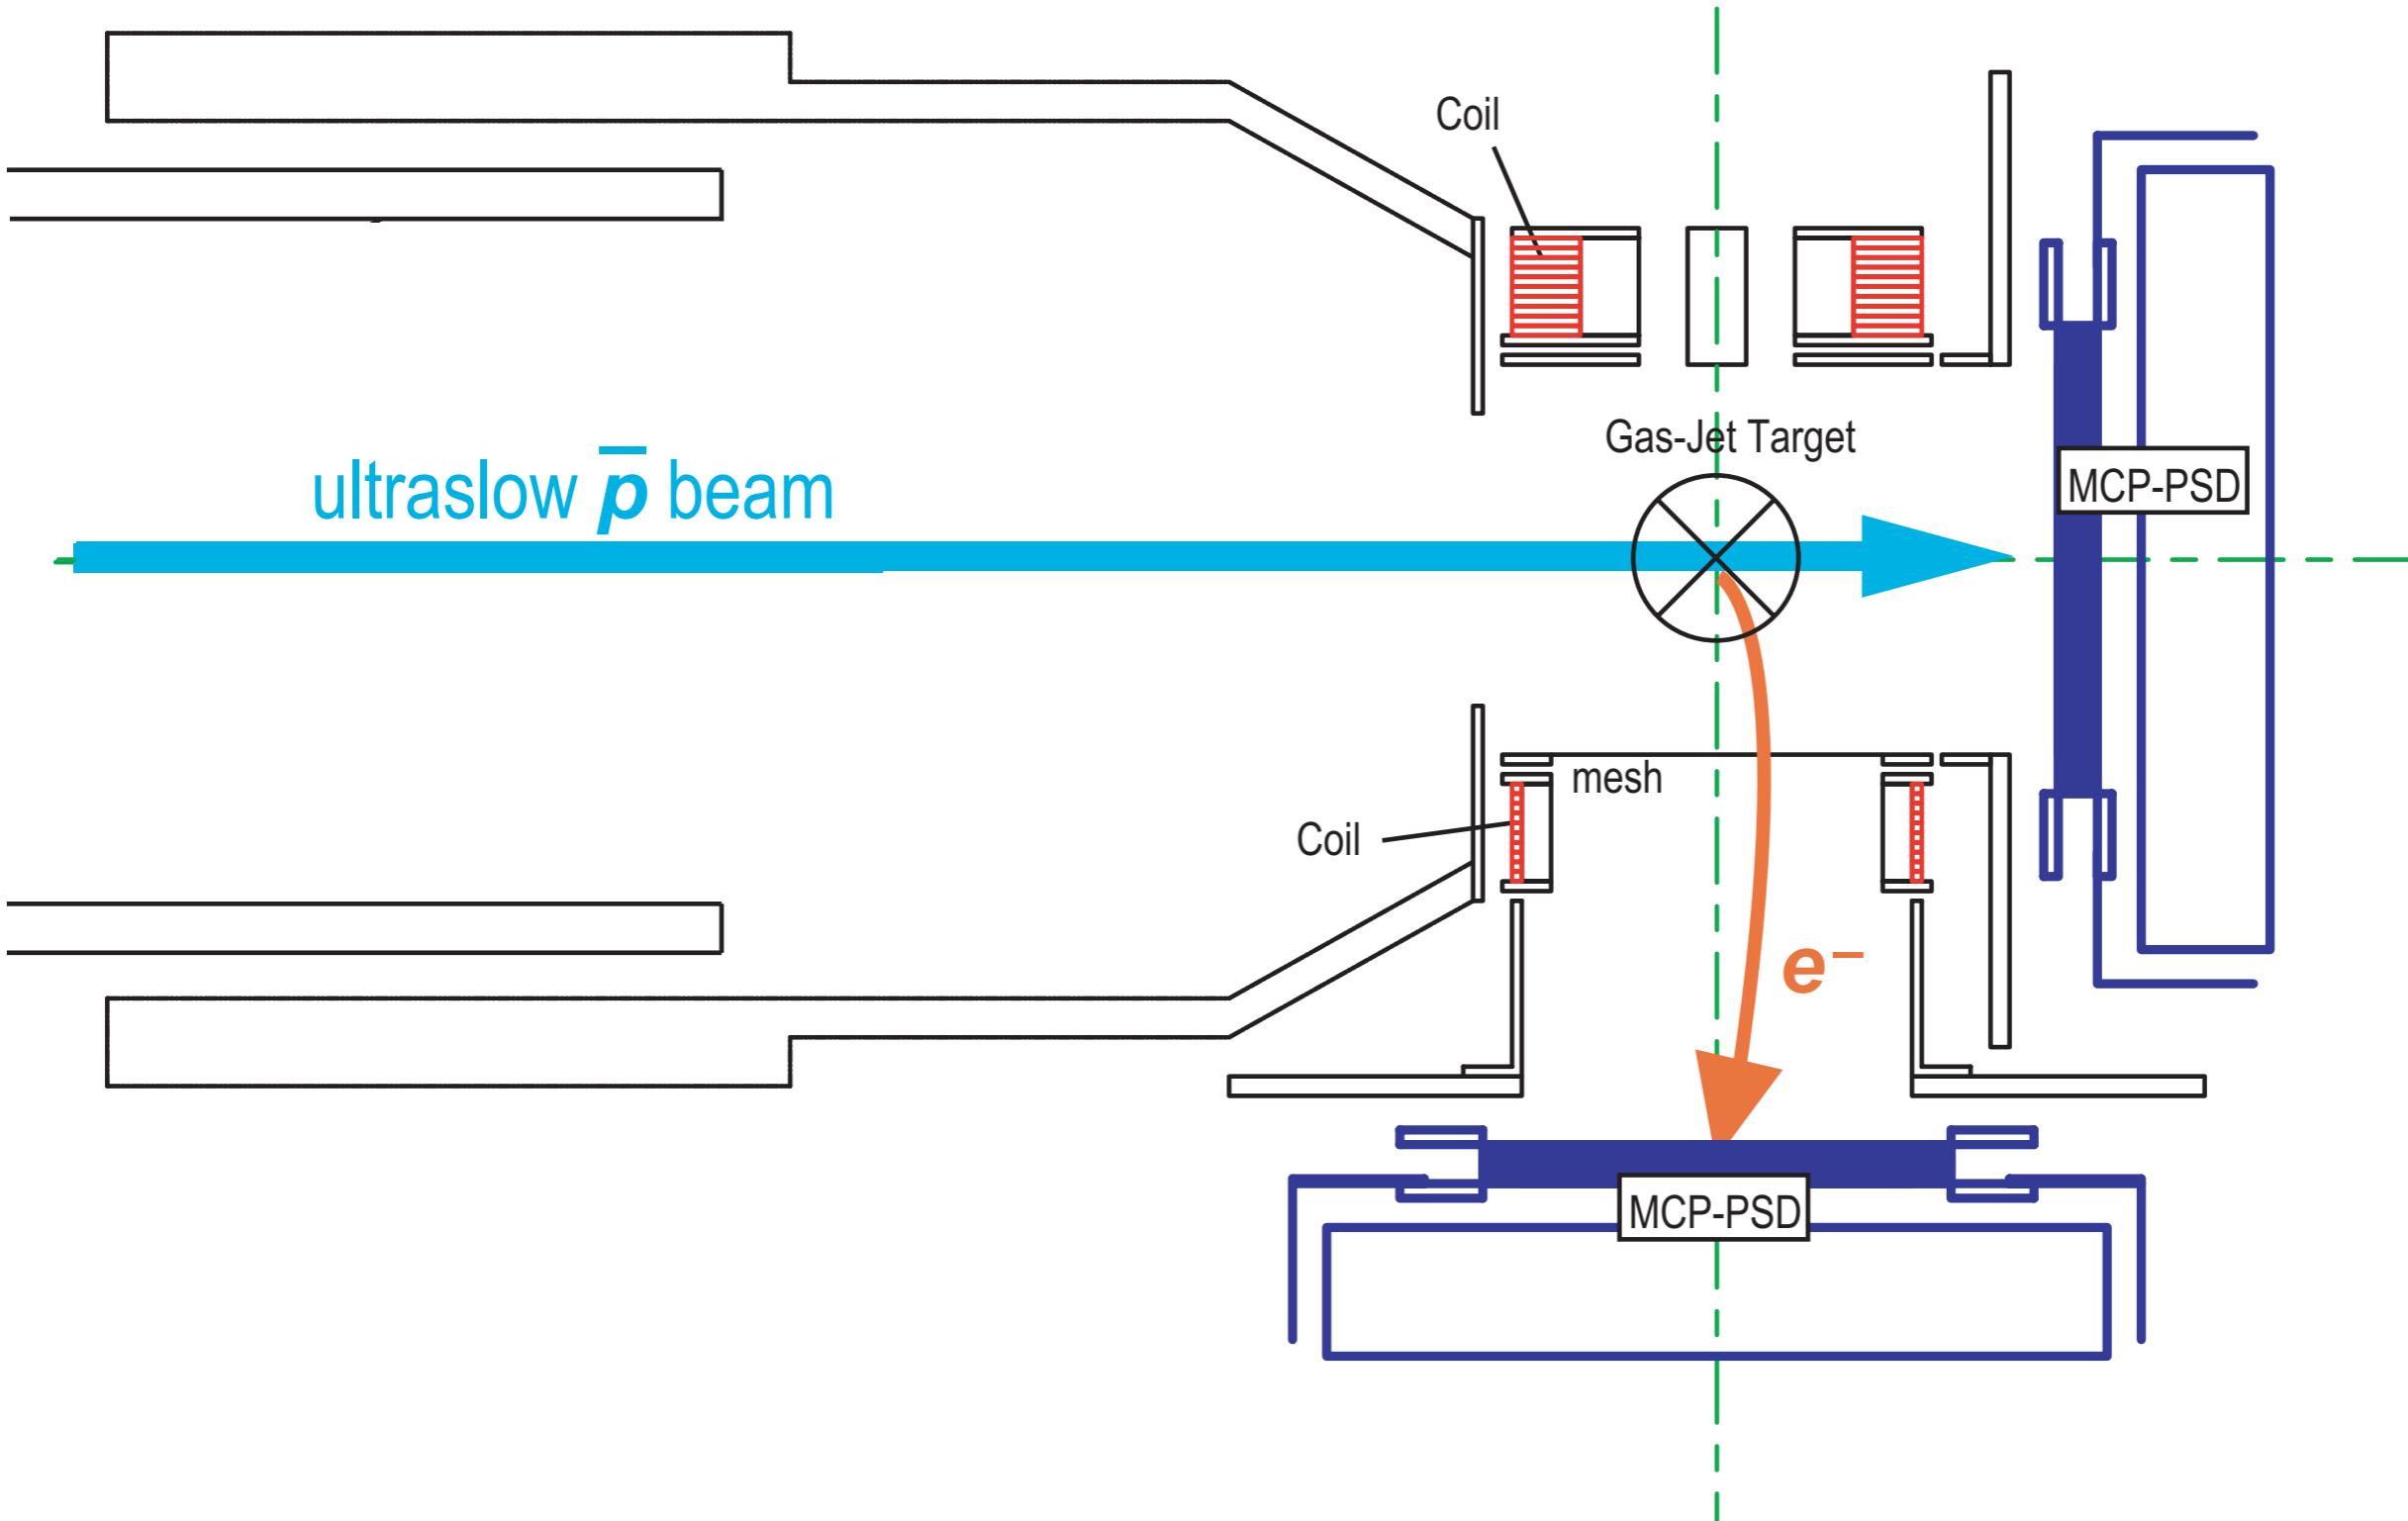 Coil
Gas-Jet Target
ultraslow p̅ beam
MCP-PSD
mesh
Coil
e⁻
MCP-PSD